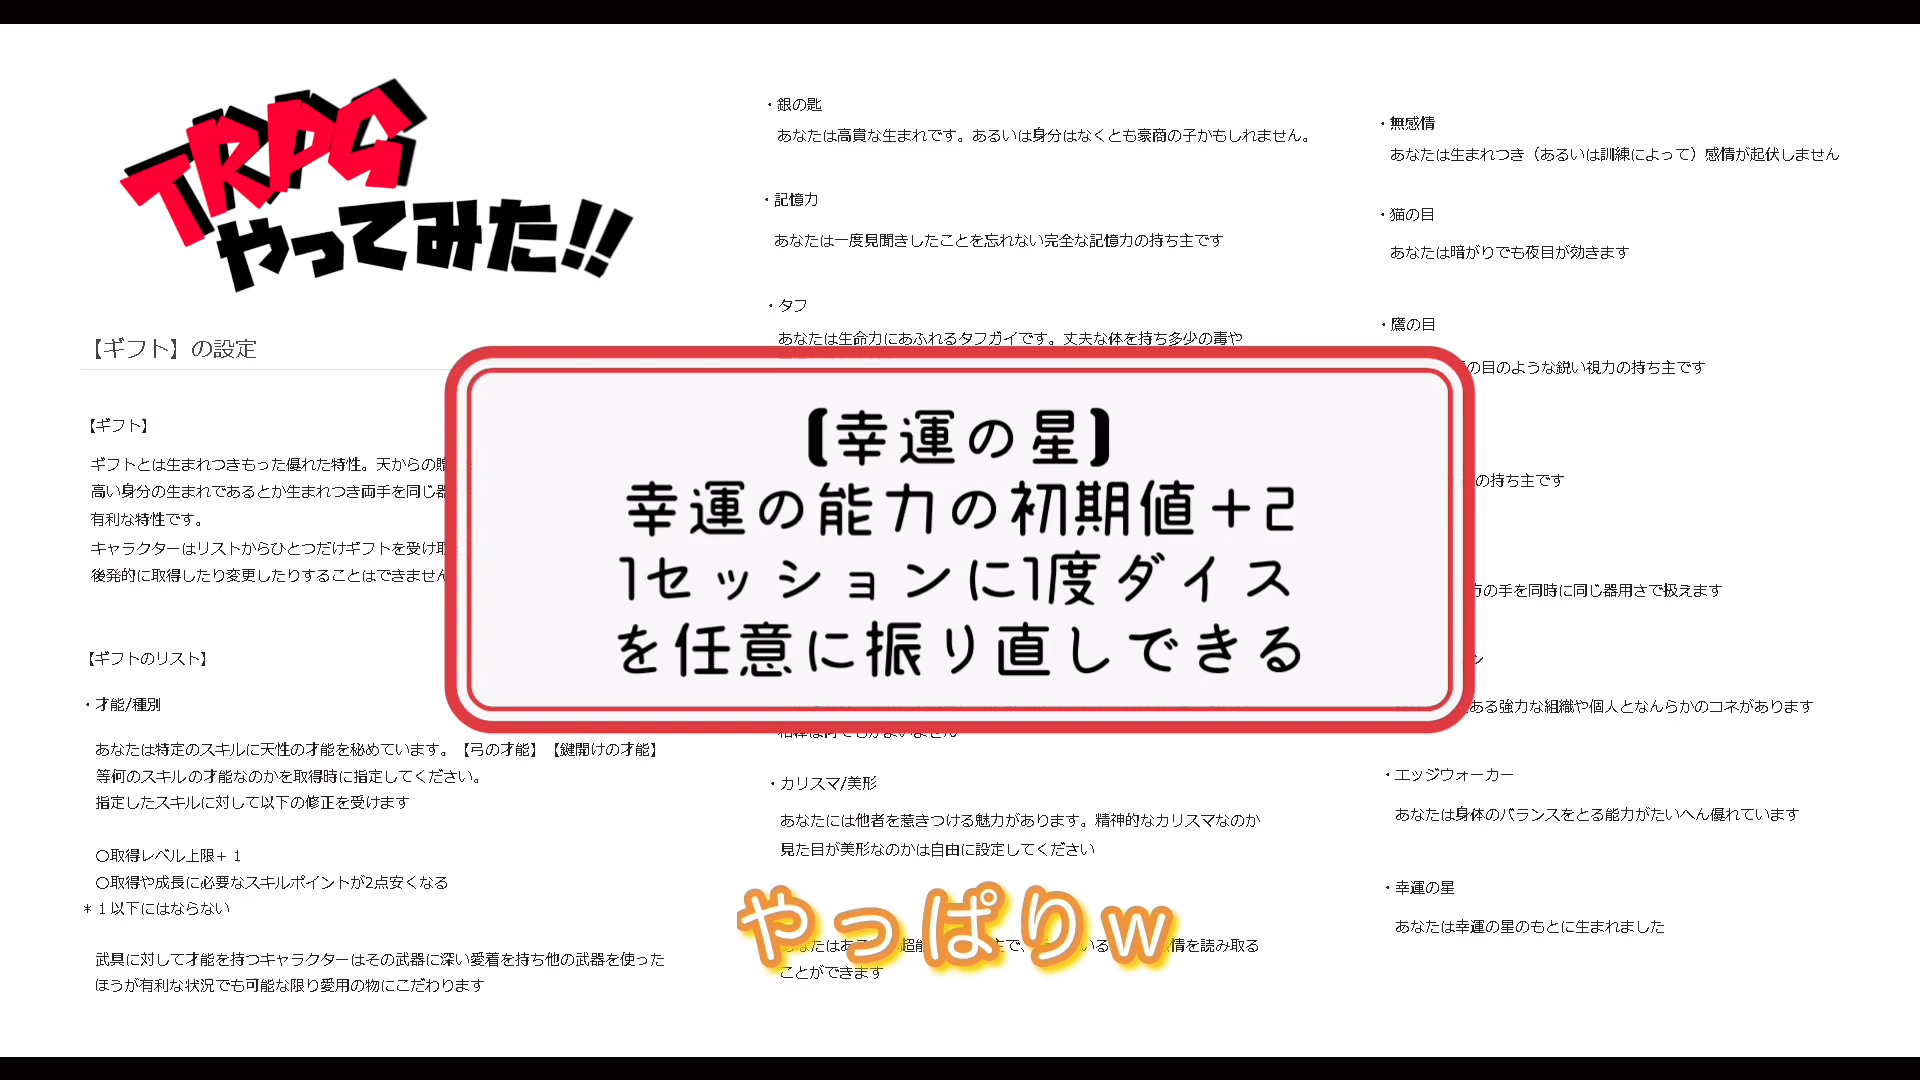 TRPG
やってみた!!
【ギフト】の設定
【ギフト】
ギフトとは生まれつきもった優れた特性。天からの贈
高い身分の生まれであるとか生まれつき両手を同じ器
有利な特性です。
キャラクターはリストからひとつだけギフトを受け取
後発的に取得したり変更したりすることはできません
【ギフトのリスト】
・才能/種別
あなたは特定のスキルに天性の才能を秘めています。【弓の才能】【鍵開けの才能】
等何のスキルの才能なのかを取得時に指定してください。
指定したスキルに対して以下の修正を受けます
〇取得レベル上限+1
〇取得や成長に必要なスキルポイントが2点安くなる
*1以下にはならない
武具に対して才能を持つキャラクターはその武器に深い愛着を持ち他の武器を使った
ほうが有利な状況でも可能な限り愛用の物にこだわります
・銀の匙
あなたは高貴な生まれです。あるいは身分はなくとも豪商の子かもしれません。
・記憶力
あなたは一度見聞きしたことを忘れない完全な記憶力の持ち主です
・タフ
あなたは生命力にあふれるタフガイです。丈夫な体を持ち多少の毒や
【幸運の星】
幸運の能力の初期値+2
1セッションに1度ダイス
を任意に振り直しできる
・カリスマ/美形
あなたには他者を惹きつける魅力があります。精神的なカリスマなのか
見た目が美形なのかは自由に設定してください
やっぱりw
あなたはあ
超能
主で、
いる
情を読み取る
ことができます
・無感情
あなたは生まれつき（あるいは訓練によって）感情が起伏しません
・猫の目
あなたは暗がりでも夜目が効きます
・鷹の目
の目のような鋭い視力の持ち主です
の持ち主です
方の手を同時に同じ器用さで扱えます
ン
ある強力な組織や個人となんらかのコネがあります
・エッジウォーカー
あなたは身体のバランスをとる能力がたいへん優れています
・幸運の星
あなたは幸運の星のもとに生まれました